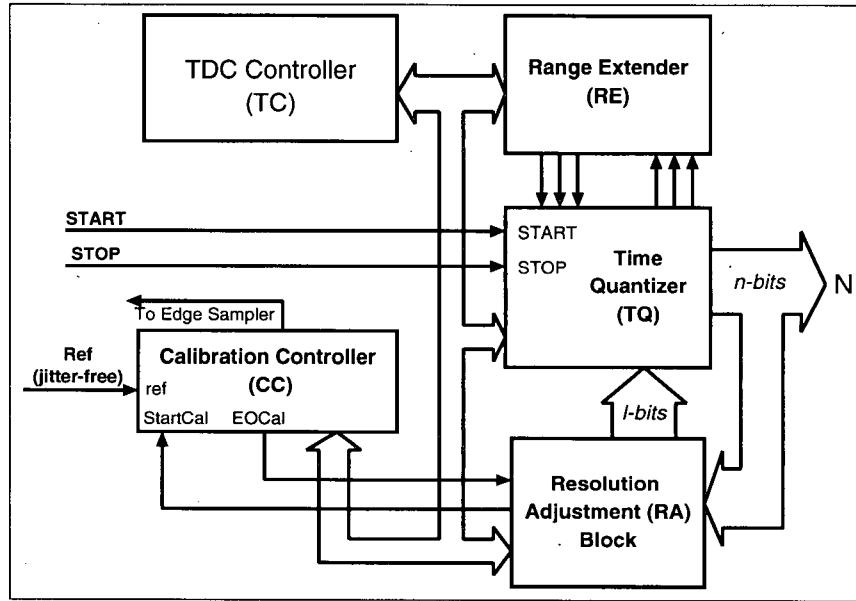 TDC Controller
(TC)
Range Extender
(RE)
START
STOP
START
STOP
Time
Quantizer
(TQ)
n-bits
N
To Edge Sampler
Calibration Controller
(CC)
Ref
(jitter-free)
ref
StartCal
EOCal
l-bits
Resolution
Adjustment (RA)
Block